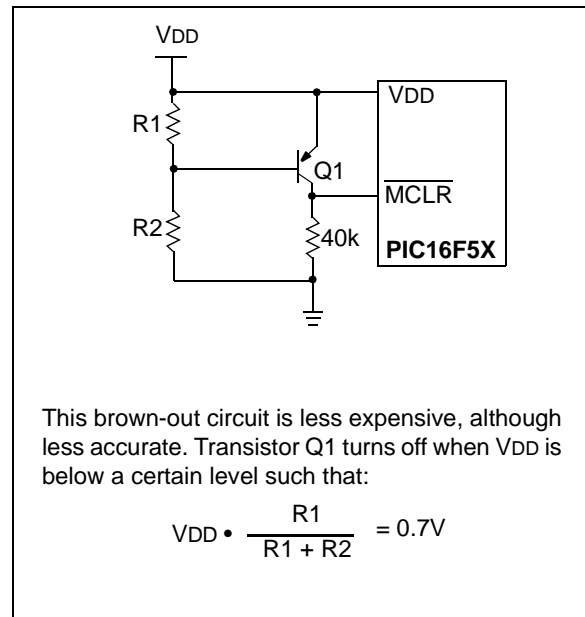 VDD
VDD
R1
Q1
MCLR
R2
40k
PIC16F5X
This brown-out circuit is less expensive, although
less accurate. Transistor Q1 turns off when VDD is
below a certain level such that:
VDD • R1 / R1 + R2 = 0.7V